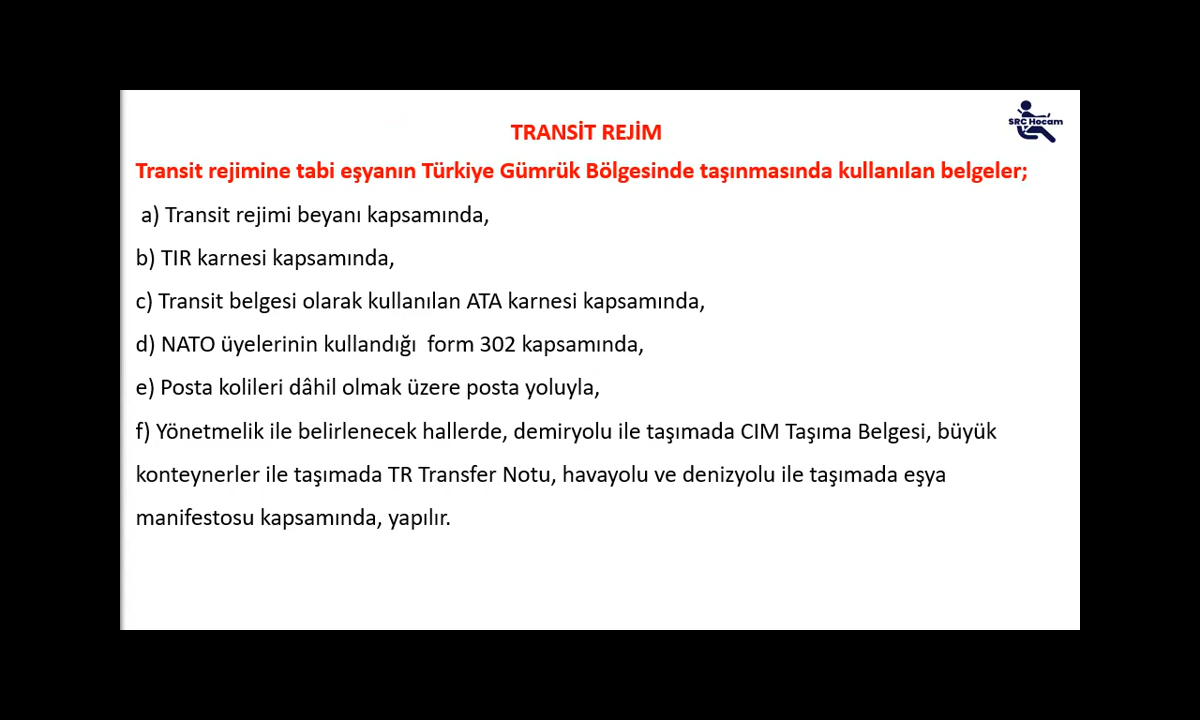 SRC Hocam
TRANSİT REJİM
Transit rejimine tabi eşyanın Türkiye Gümrük Bölgesinde taşınmasında kullanılan belgeler;
a) Transit rejimi beyanı kapsamında,
b) TIR karnesi kapsamında,
c) Transit belgesi olarak kullanılan ATA karnesi kapsamında,
d) NATO üyelerinin kullandığı  form 302 kapsamında,
e) Posta kolileri dâhil olmak üzere posta yoluyla,
f) Yönetmelik ile belirlenecek hallerde, demiryolu ile taşımada CIM Taşıma Belgesi, büyük
konteynerler ile taşımada TR Transfer Notu, havayolu ve denizyolu ile taşımada eşya
manifestosu kapsamında, yapılır.